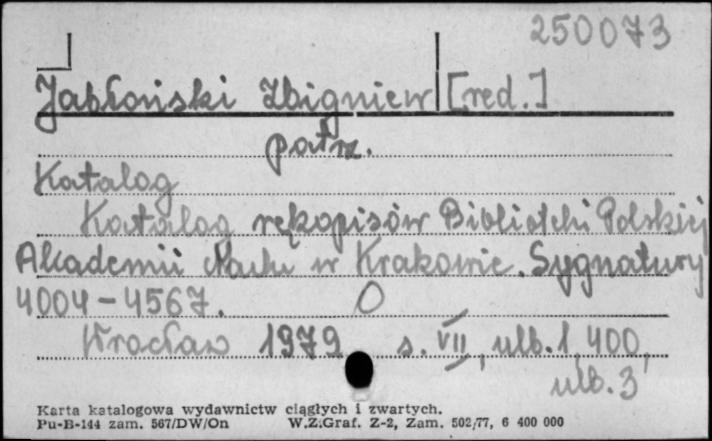 250073
Jabłoński Zbigniew [red.]
patrz.
Katalog
Katalog rękopisów Biblioteki Polskiej
Akademii Nauk w Krakowie. Sygnatury
4004-4567.
Wrocław 1979 s. VII, ulb. 1, 400,
ulb. 3
Karta katalogowa wydawnictw ciągłych i zwartych.
Pu-B-144 zam. 567/DW/On W.Z.Graf. Z-2, Zam. 502/77, 6 400 000